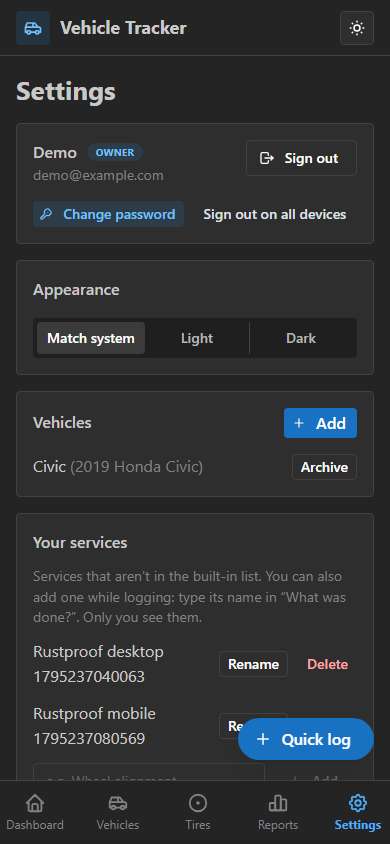 Vehicle Tracker
Settings
Demo OWNER
demo@example.com
Sign out
Change password
Sign out on all devices
Appearance
Match system
Light
Dark
Vehicles
+ Add
Civic (2019 Honda Civic)
Archive
Your services
Services that aren't in the built-in list. You can also
add one while logging: type its name in “What was
done?”. Only you see them.
Rustproof desktop
1795237040063
Rename
Delete
Rustproof mobile
1795237080569
+ Quick log
Dashboard
Vehicles
Tires
Reports
Settings